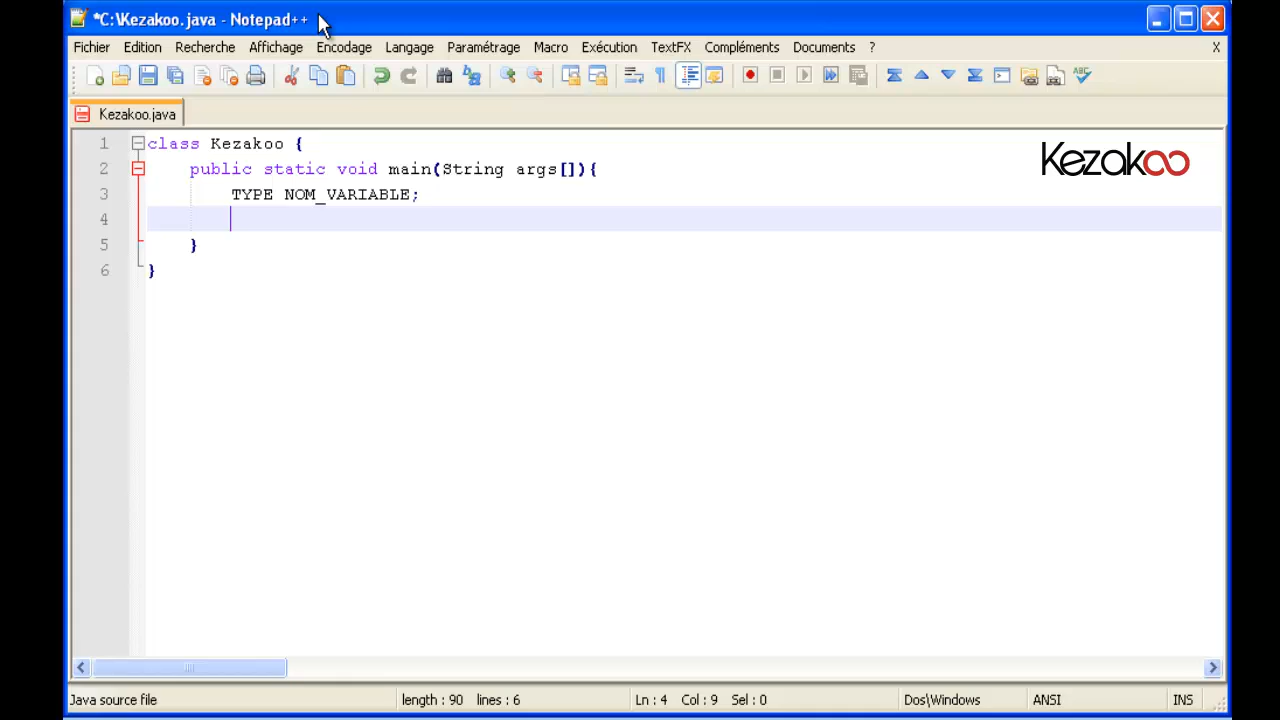 *C:\Kezakoo.java - Notepad++
Fichier Edition Recherche Affichage Encodage Langage Paramétrage Macro Exécution TextFX Compléments Documents ? X
Kezakoo.java
1 class Kezakoo {
2 public static void main(String args[]){
3 TYPE NOM_VARIABLE;
4
5 }
6 }
Kezakoo
Java source file length : 90 lines : 6 Ln : 4 Col : 9 Sel : 0 Dos\Windows ANSI INS